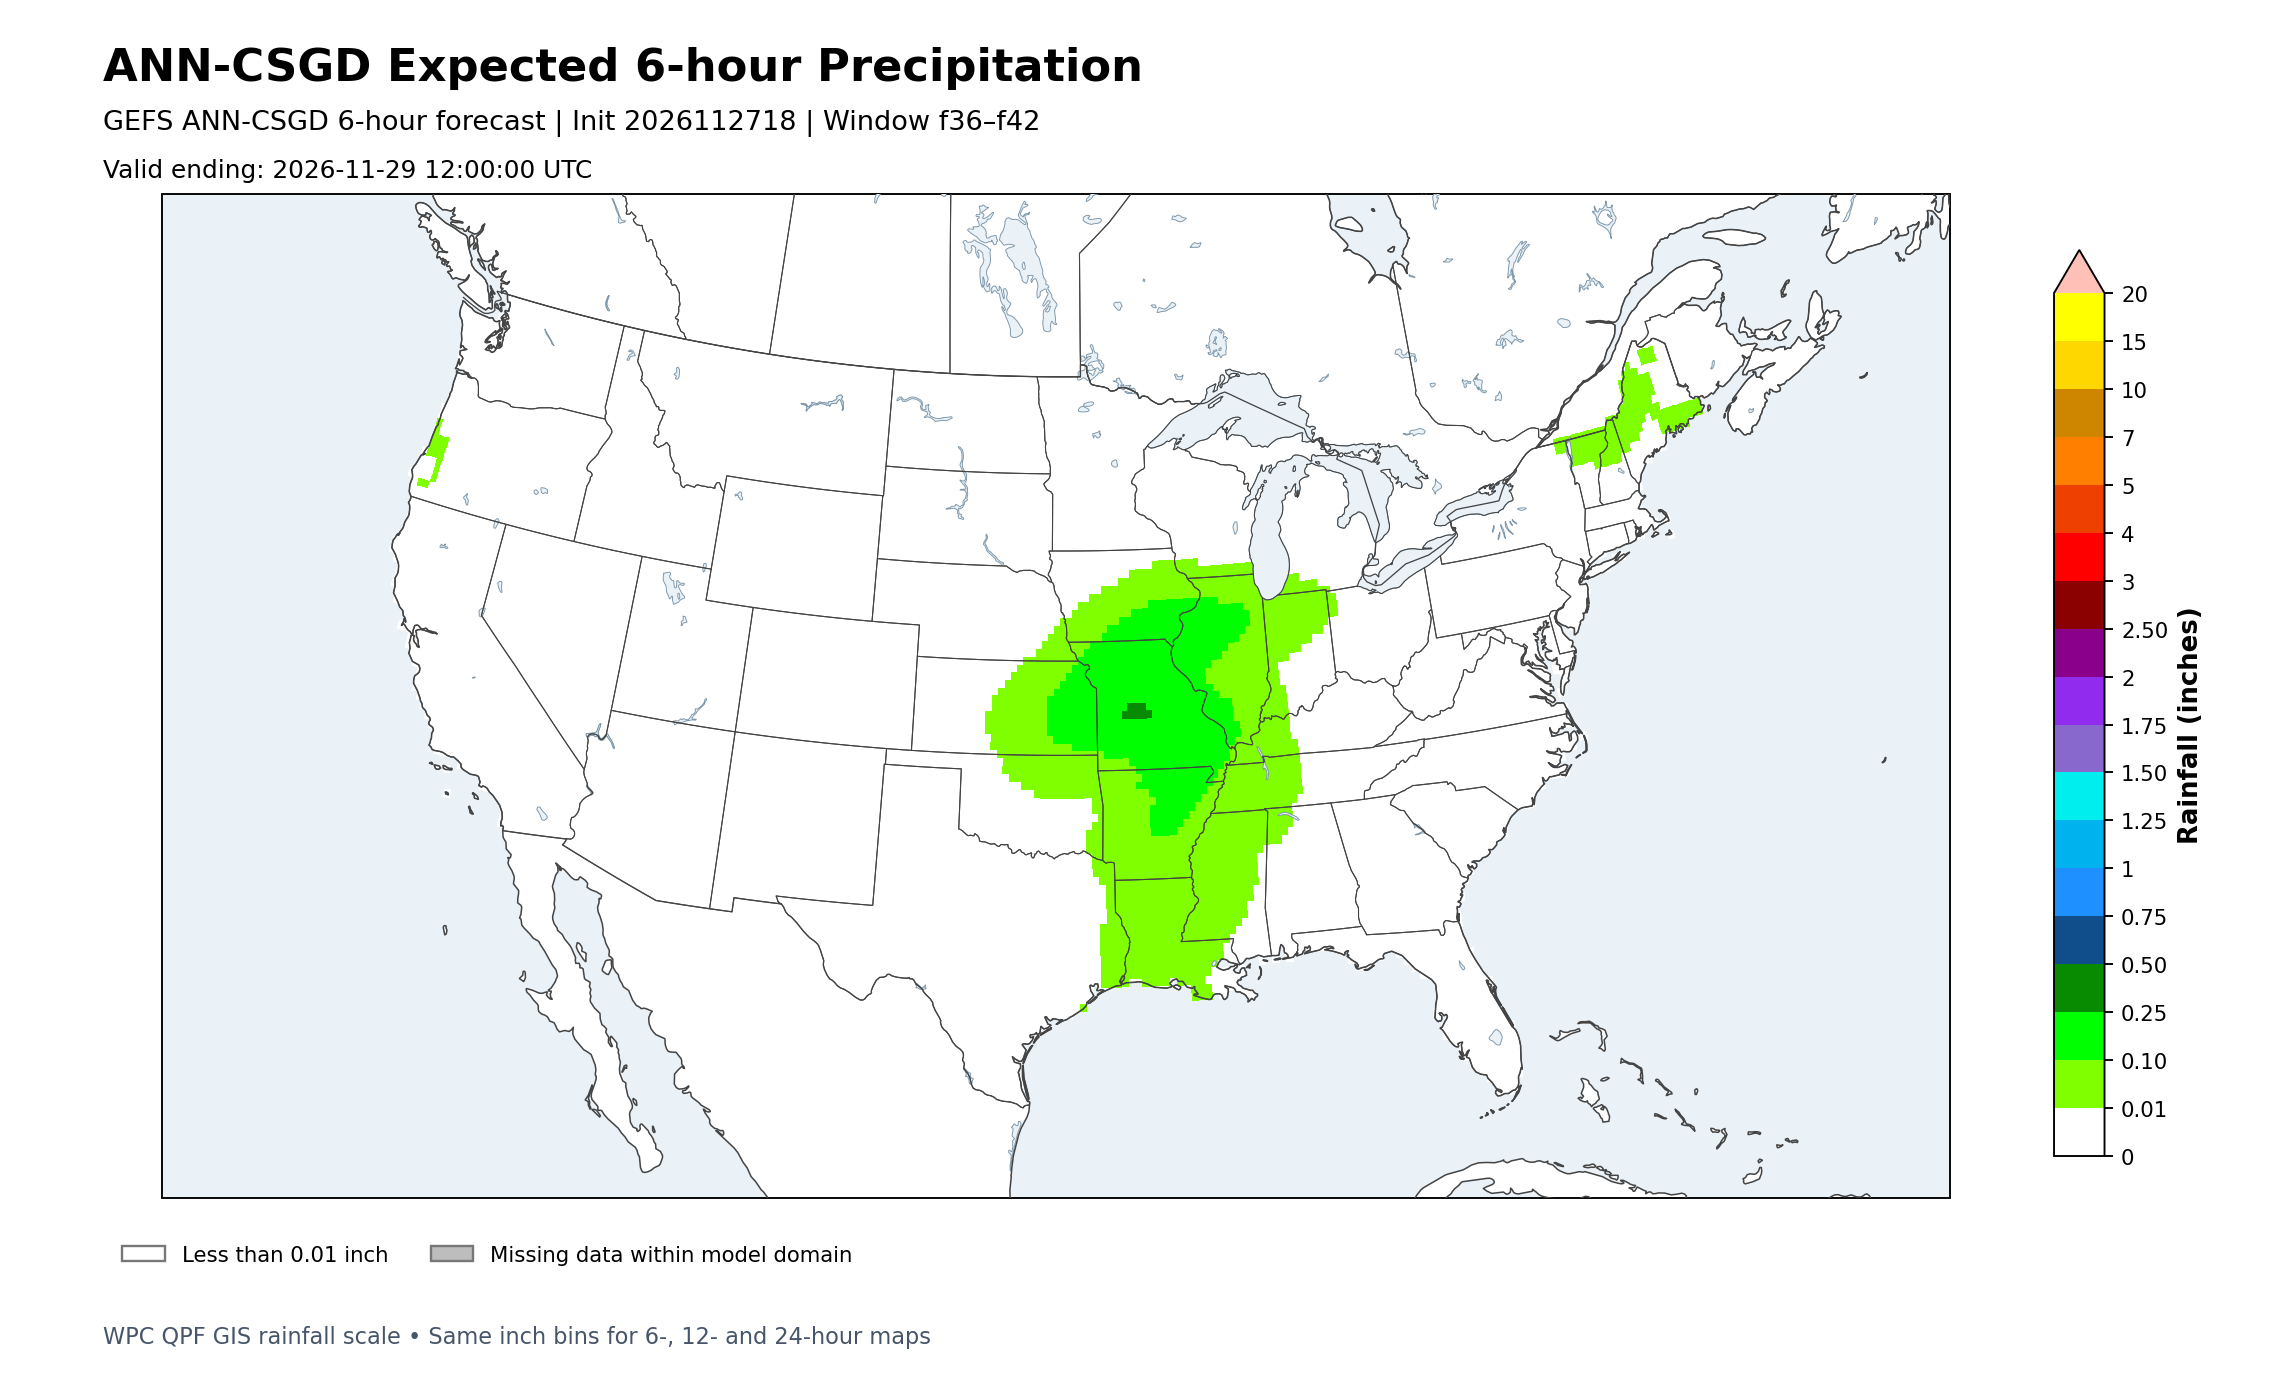 ANN-CSGD Expected 6-hour Precipitation
GEFS ANN-CSGD 6-hour forecast | Init 2026112718 | Window f36–f42
Valid ending: 2026-11-29 12:00:00 UTC
20
15
10
7
5
4
3
2.50
2
1.75
1.50
1.25
1
0.75
0.50
0.25
0.10
0.01
0
Rainfall (inches)
Less than 0.01 inch
Missing data within model domain
WPC QPF GIS rainfall scale • Same inch bins for 6-, 12- and 24-hour maps